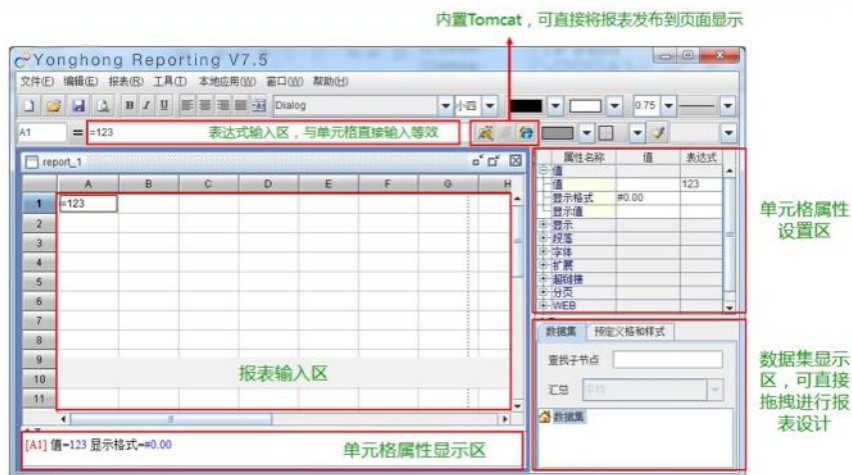 内置Tomcat，可直接将报表发布到页面显示
Yonghong Reporting V7.5
文件(F) 编辑(E) 报表(R) 工具(T) 本地应用(W) 窗口(W) 帮助(H)
B I U Dialog 小四 0.75
A1 = =123 表达式输入区，与单元格直接输入等效
report_1
A B C D E F G H
1 =123
2
3
4
5
6
7
8
9
10
11
报表输入区
[A1] 值=123 显示格式=#0.00
单元格属性显示区
属性名称 值 表达式
值
值 123
显示格式 #0.00
显示值
显示
段落
字体
扩展
超链接
分页
WEB
单元格属性
设置区
数据集 预定义格和样式
查找子节点
汇总 平均
数据集
数据集显示
区，可直接
拖拽进行报
表设计